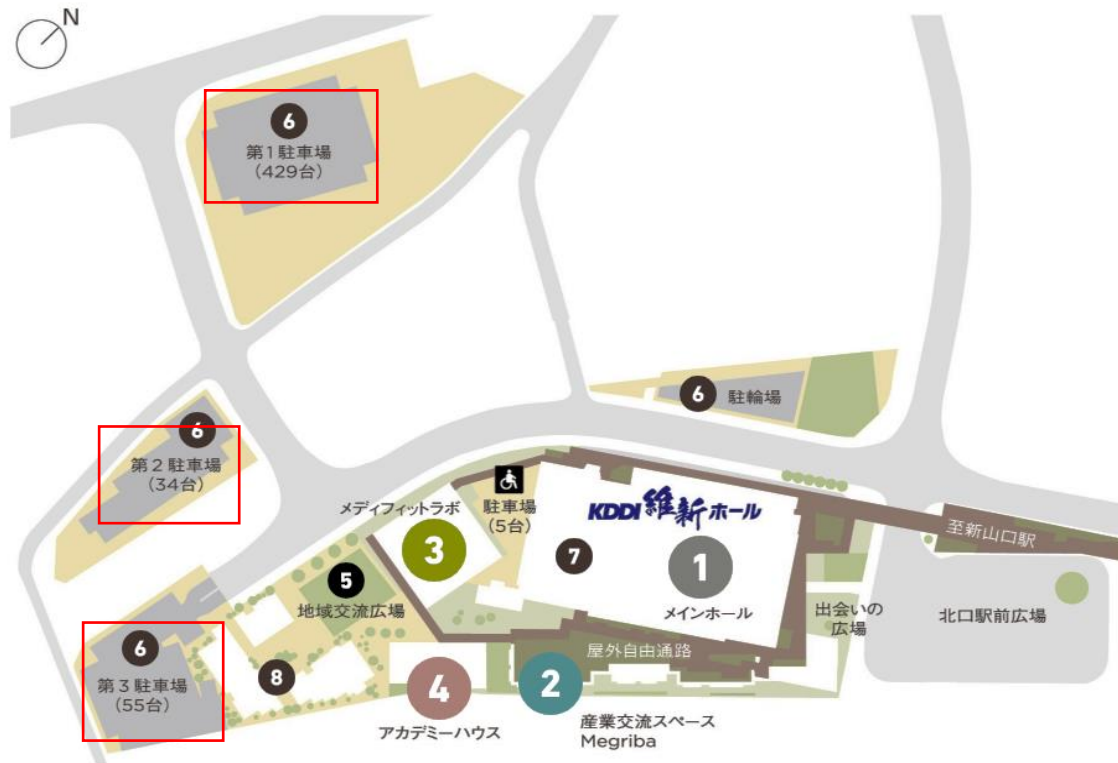 N
6
第1駐車場
(429台)
6
駐輪場
6
第2駐車場
(34台)
メディフィットラボ
3
駐車場
(5台)
KDDI維新ホール
7
1
メインホール
至新山口駅
5
地域交流広場
出会いの
広場
北口駅前広場
屋外自由通路
6
第3駐車場
(55台)
8
4
アカデミーハウス
2
産業交流スペース
Megriba